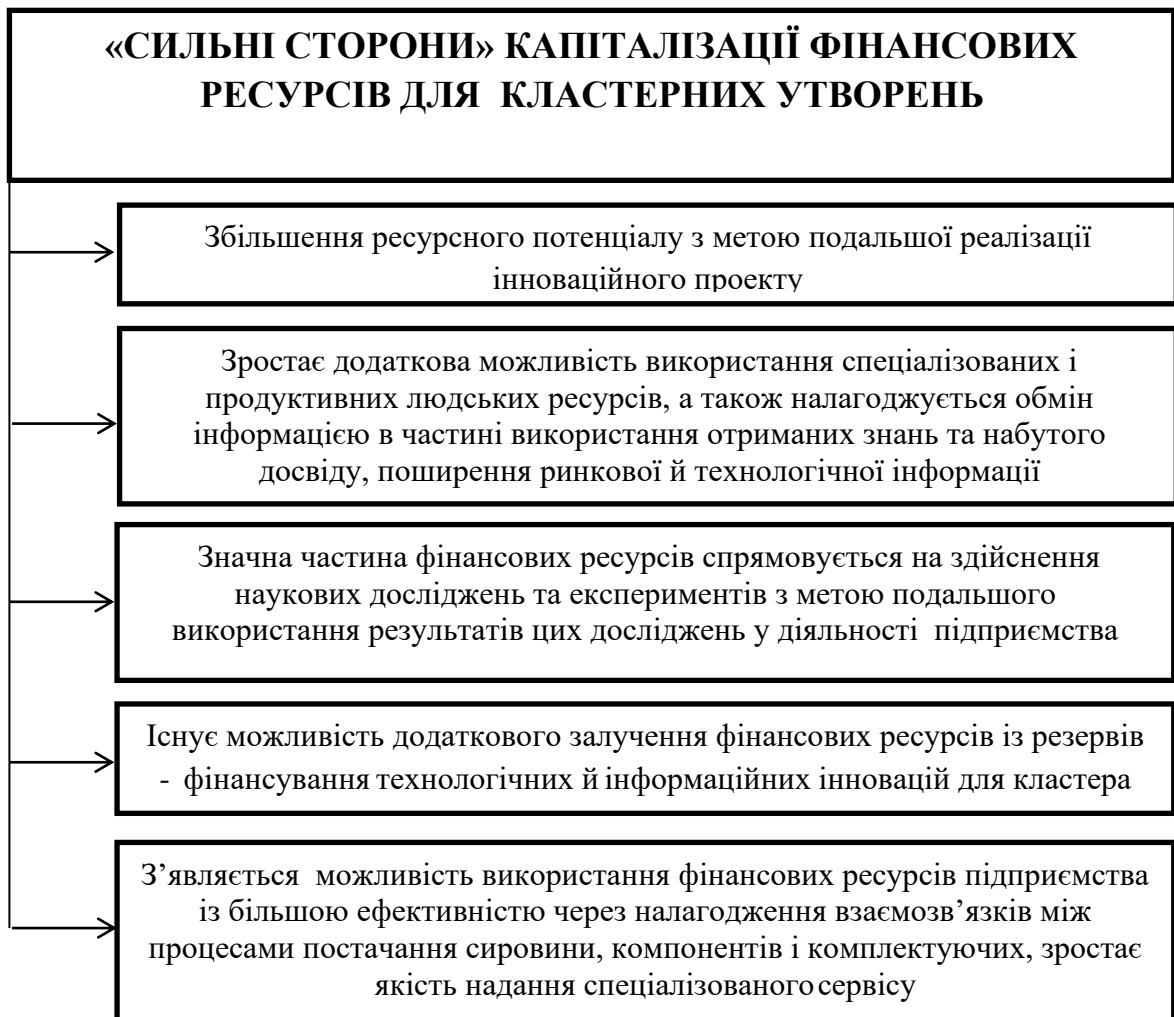 «СИЛЬНІ СТОРОНИ» КАПІТАЛІЗАЦІЇ ФІНАНСОВИХ
РЕСУРСІВ ДЛЯ КЛАСТЕРНИХ УТВОРЕНЬ
Збільшення ресурсного потенціалу з метою подальшої реалізації
інноваційного проекту
Зростає додаткова можливість використання спеціалізованих і
продуктивних людських ресурсів, а також налагоджується обмін
інформацією в частині використання отриманих знань та набутого
досвіду, поширення ринкової й технологічної інформації
Значна частина фінансових ресурсів спрямовується на здійснення
наукових досліджень та експериментів з метою подальшого
використання результатів цих досліджень у діяльності підприємства
Існує можливість додаткового залучення фінансових ресурсів із резервів
- фінансування технологічних й інформаційних інновацій для кластера
З’являється можливість використання фінансових ресурсів підприємства
із більшою ефективністю через налагодження взаємозв’язків між
процесами постачання сировини, компонентів і комплектуючих, зростає
якість надання спеціалізованого сервісу